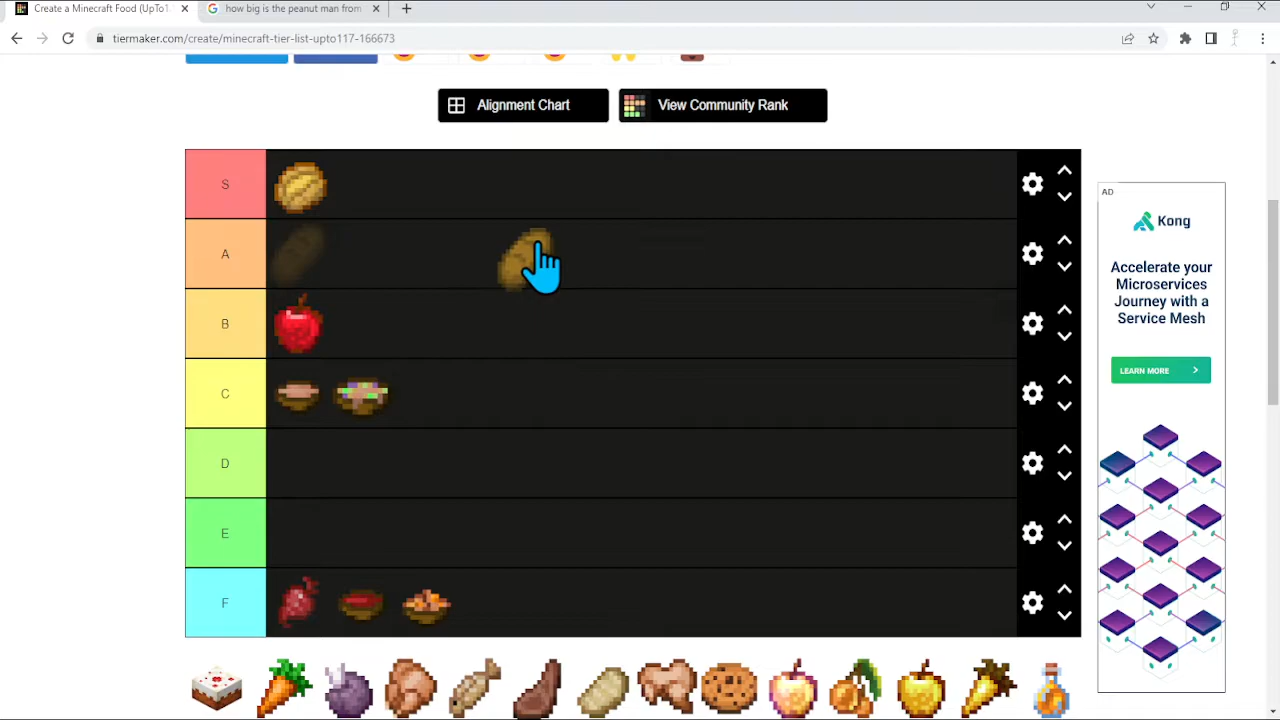 Create a Minecraft Food (UpTo1.
how big is the peanut man from
tiermaker.com/create/minecraft-tier-list-upto117-166673
Alignment Chart
View Community Rank
S
A
B
C
D
E
F
AD
Kong
Accelerate your
Microservices
Journey with a
Service Mesh
LEARN MORE